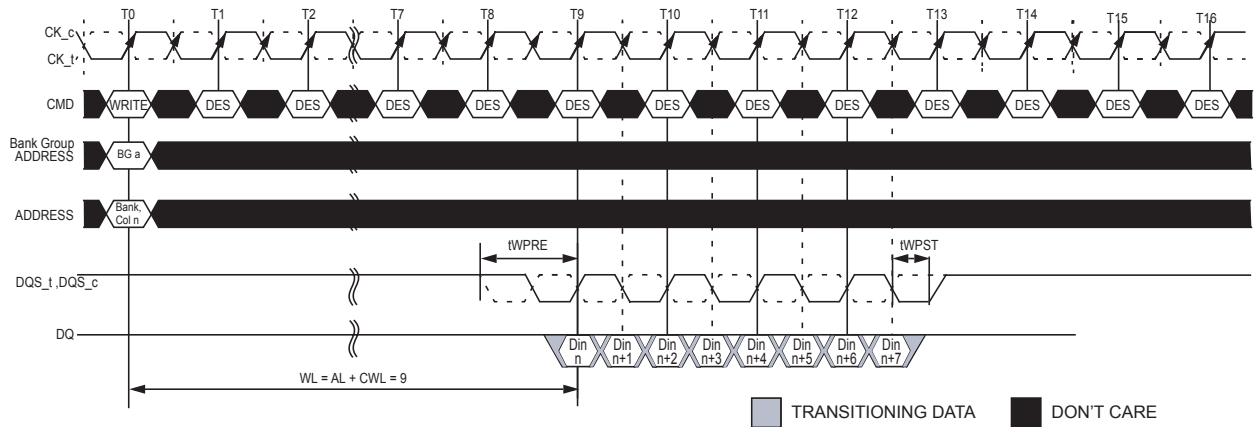 T0 T1 T2 T7 T8 T9 T10 T11 T12 T13 T14 T15 T16
CK_c
CK_t
CMD WRITE DES DES DES DES DES DES DES DES DES DES DES DES
Bank Group
ADDRESS
BG a
ADDRESS
Bank,
Col n
tWPRE tWPST
DQS_t ,DQS_c
DQ
Din
n
Din
n+1
Din
n+2
Din
n+3
Din
n+4
Din
n+5
Din
n+6
Din
n+7
WL = AL + CWL = 9
TRANSITIONING DATA DON'T CARE